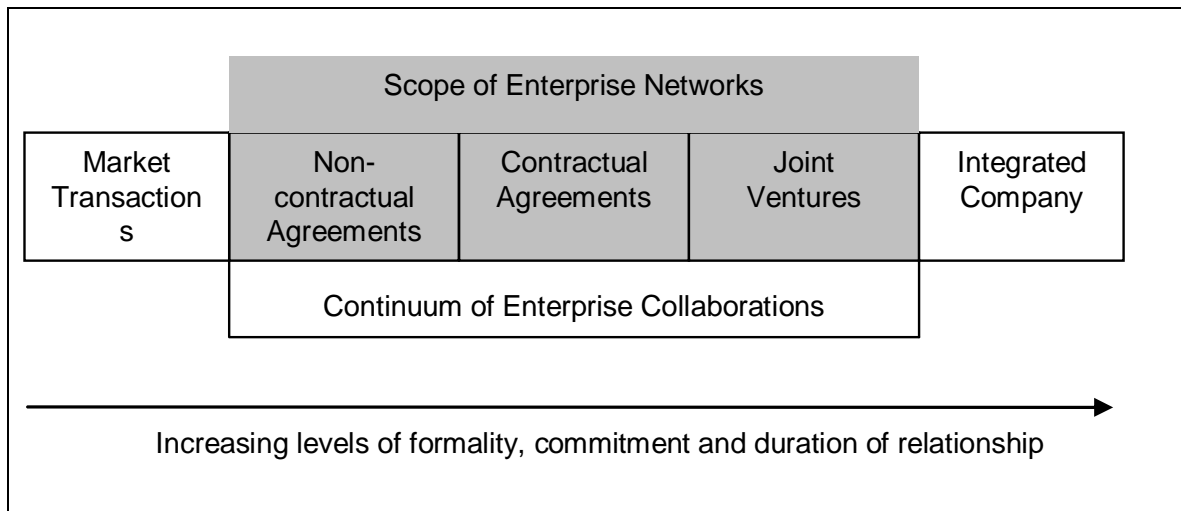 Scope of Enterprise Networks
Market
Transaction
s
Non-
contractual
Agreements
Contractual
Agreements
Joint
Ventures
Integrated
Company
Continuum of Enterprise Collaborations
Increasing levels of formality, commitment and duration of relationship